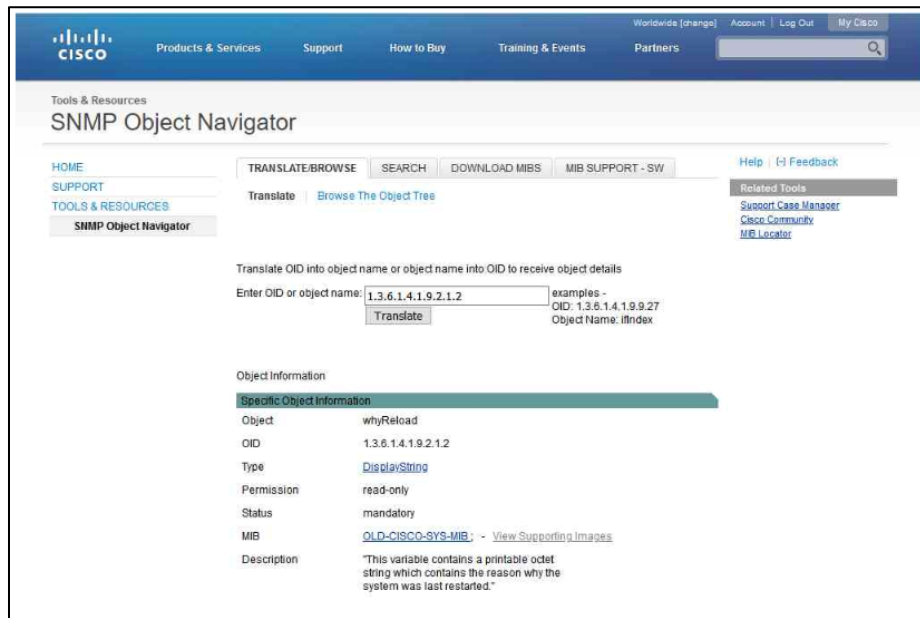 Worldwide [change] Account Log Out My Cisco
CISCO
Products & Services Support How to Buy Training & Events Partners
Tools & Resources
SNMP Object Navigator
HOME
SUPPORT
TOOLS & RESOURCES
SNMP Object Navigator
TRANSLATE/BROWSE SEARCH DOWNLOAD MIBS MIB SUPPORT - SW
Translate Browse The Object Tree
Help [-] Feedback
Related Tools
Support Case Manager
Cisco Community
MIB Locator
Translate OID into object name or object name into OID to receive object details
Enter OID or object name: 1.3.6.1.4.1.9.2.1.2
Translate
examples -
OID: 1.3.6.1.4.1.9.9.27
Object Name: ifIndex
Object Information
Specific Object Information
Object whyReload
OID 1.3.6.1.4.1.9.2.1.2
Type DisplayString
Permission read-only
Status mandatory
MIB OLD-CISCO-SYS-MIB ; - View Supporting Images
Description "This variable contains a printable octet
string which contains the reason why the
system was last restarted."